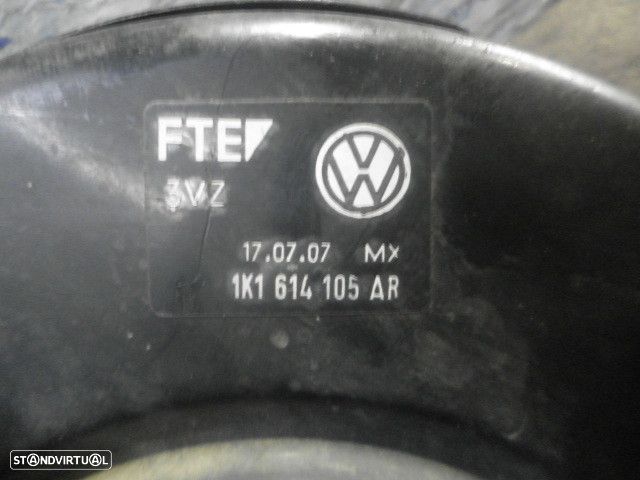 FTE
3VZ
17.07.07 MX
1K1 614 105 AR
STANDVIRTUAL